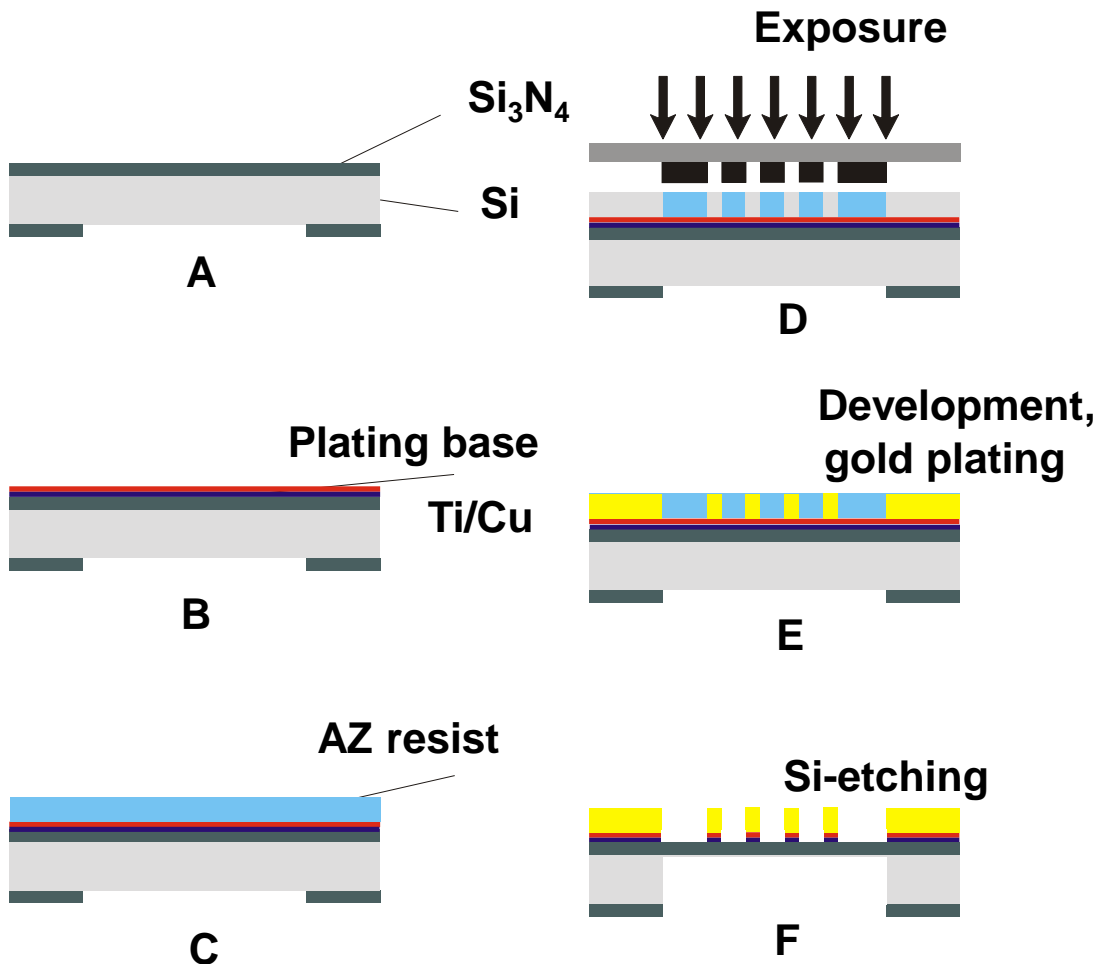 Si₃N₄
Si
A
Plating base
Ti/Cu
B
AZ resist
C
Exposure
D
Development,
gold plating
E
Si-etching
F